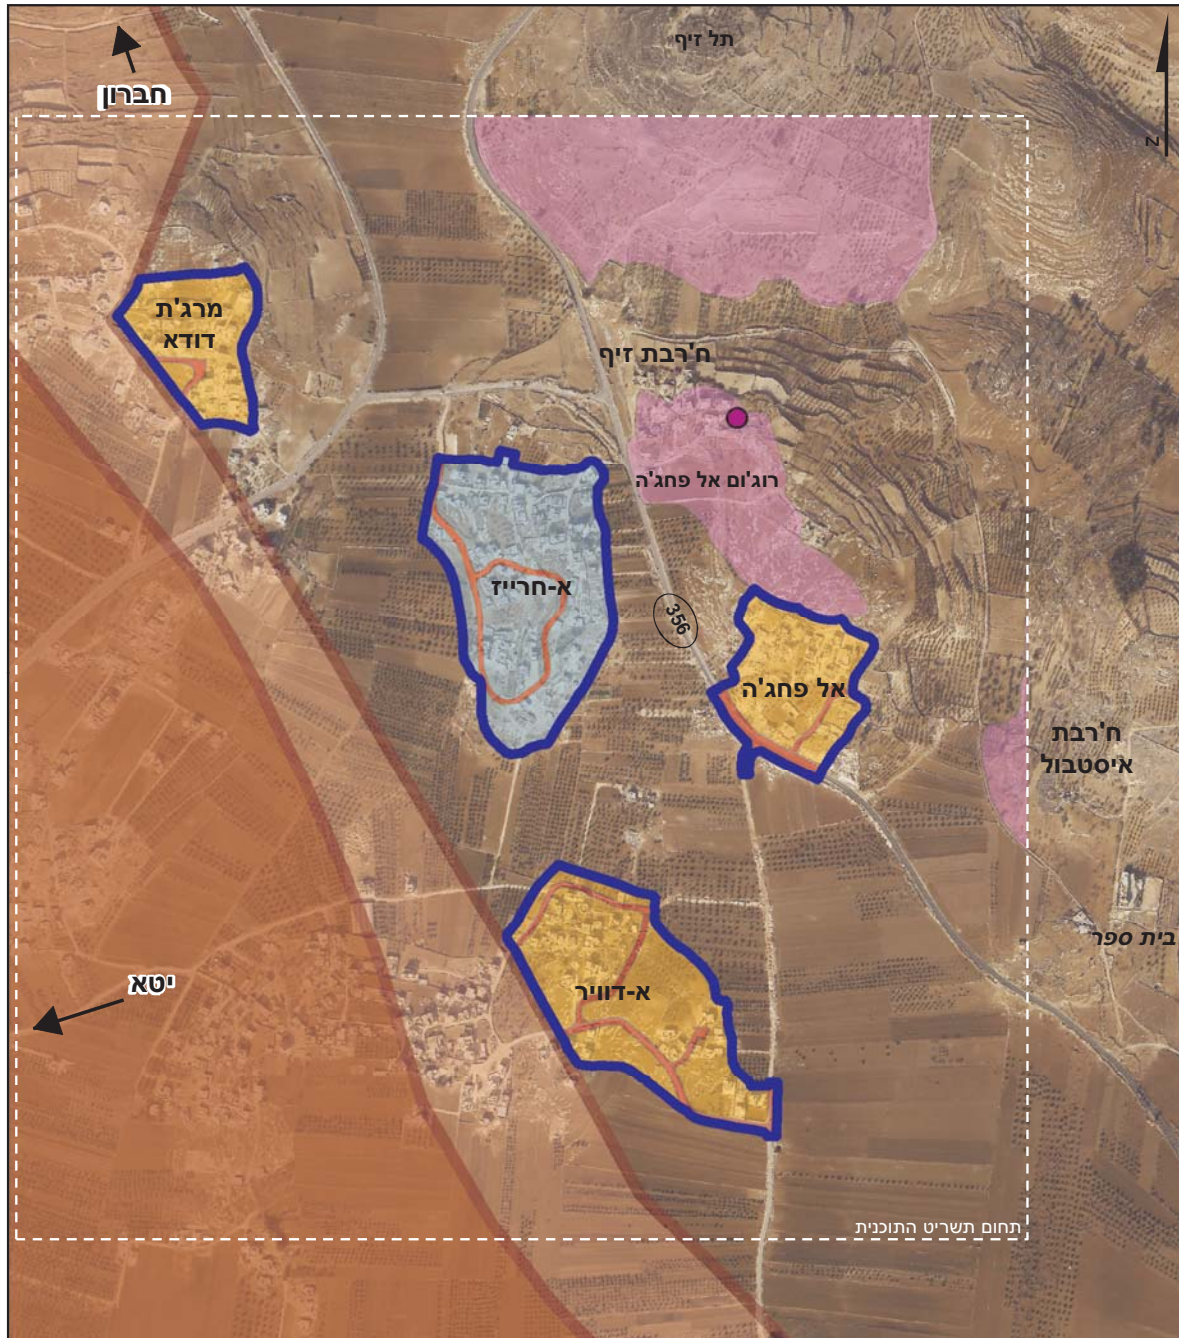 תל זיף
חברון
N
מרג'ת
דודא
ח'רבת זיף
רוג'ום אל פחג'ה
א-חרייז
356
אל פחג'ה
ח'רבת
איסטבול
בית ספר
יטא
א-דוויר
תחום תשריט התוכנית